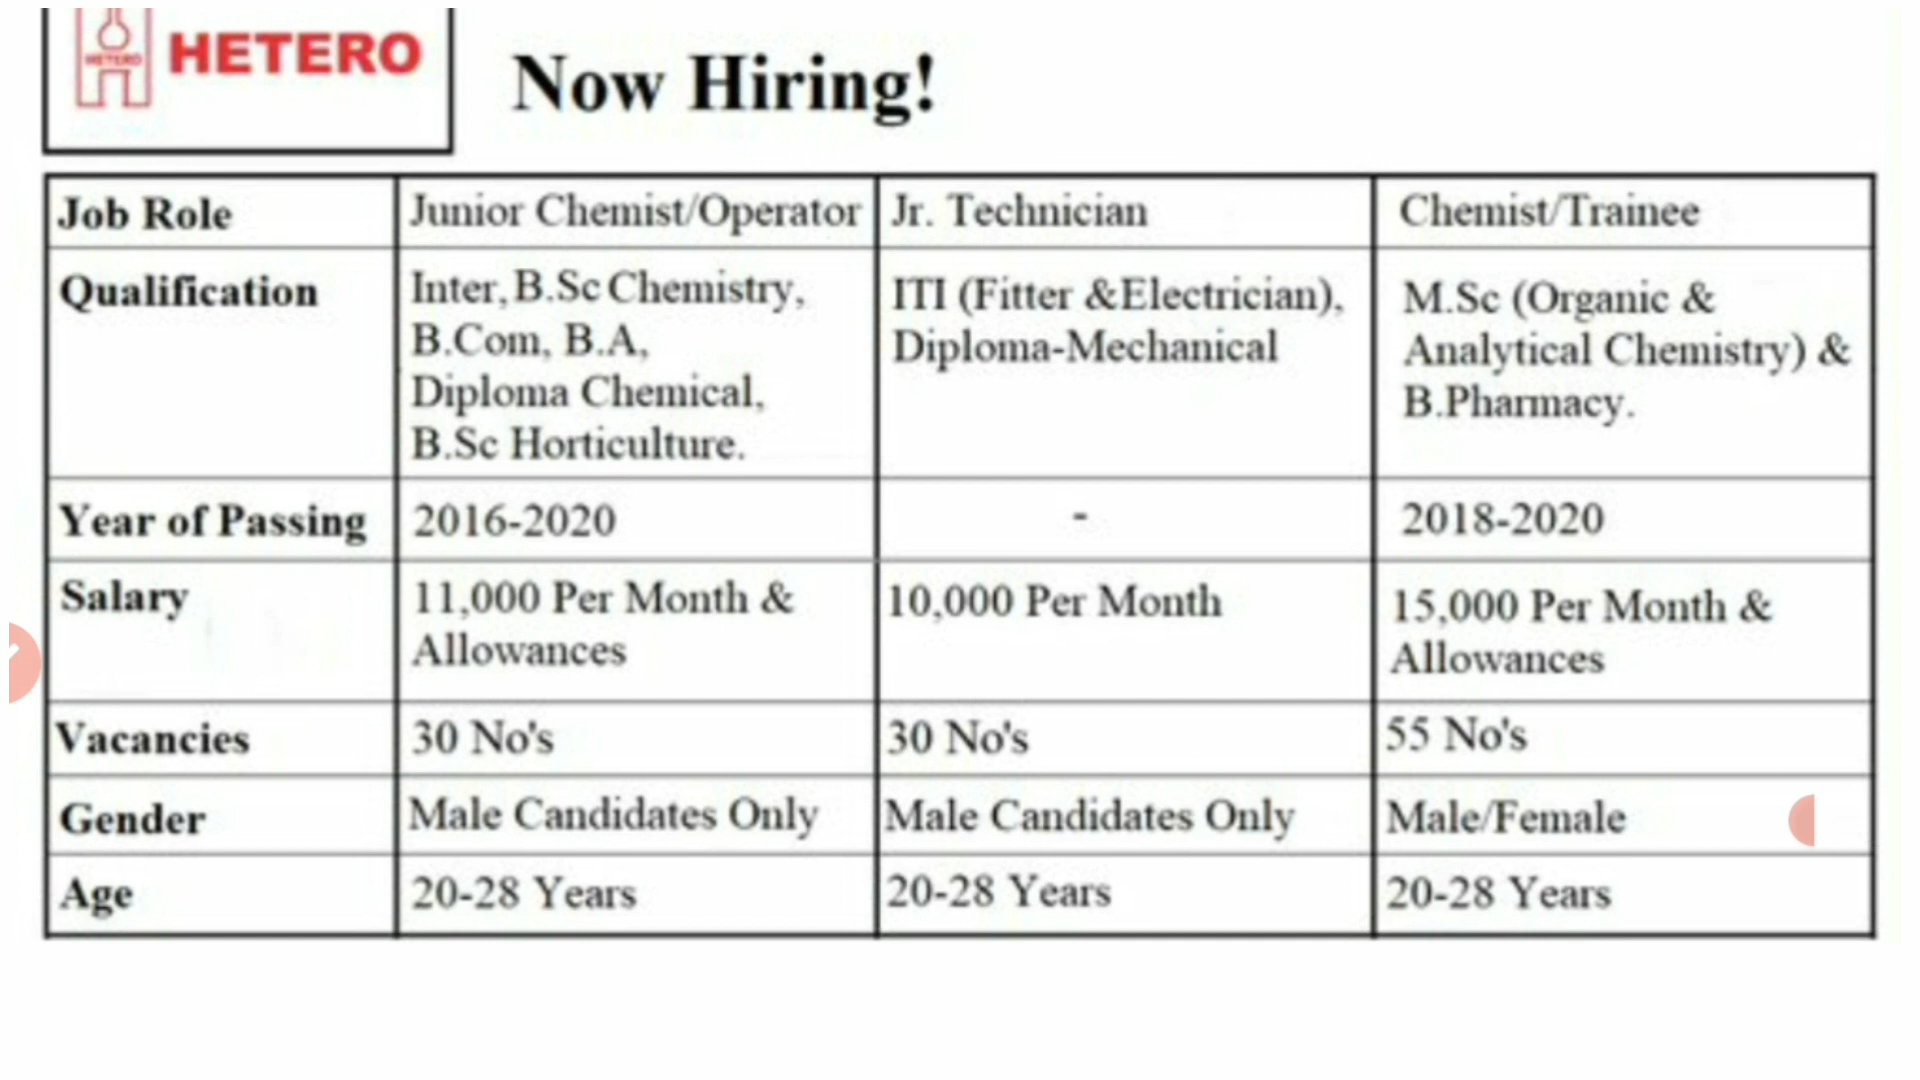 HETERO
HETERO
Now Hiring!
Job Role
Junior Chemist/Operator
Jr. Technician
Chemist/Trainee
Qualification
Inter, B.Sc Chemistry,
B.Com, B.A,
Diploma Chemical,
B.Sc Horticulture.
ITI (Fitter &Electrician),
Diploma-Mechanical
M.Sc (Organic &
Analytical Chemistry) &
B.Pharmacy.
Year of Passing
2016-2020
-
2018-2020
Salary
11,000 Per Month &
Allowances
10,000 Per Month
15,000 Per Month &
Allowances
Vacancies
30 No's
30 No's
55 No's
Gender
Male Candidates Only
Male Candidates Only
Male/Female
Age
20-28 Years
20-28 Years
20-28 Years